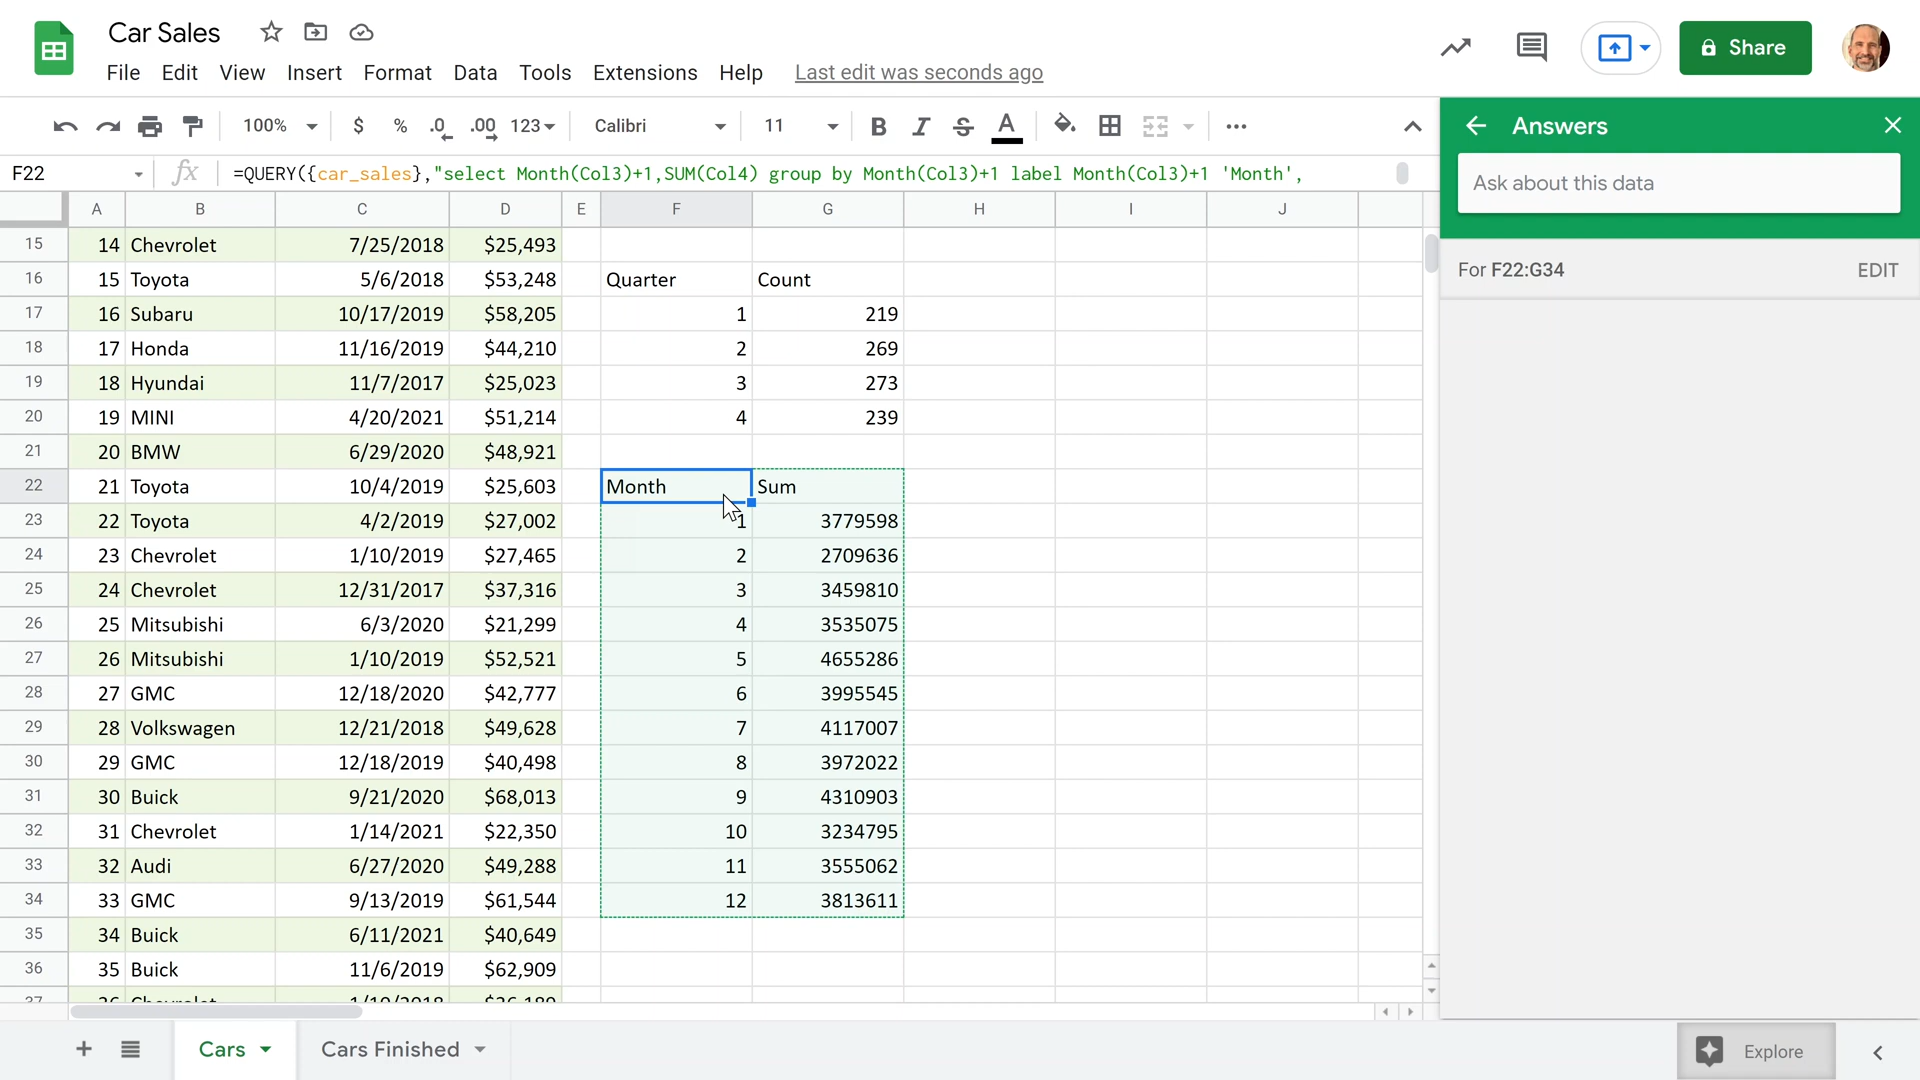 Car Sales
File Edit View Insert Format Data Tools Extensions Help Last edit was seconds ago
Share
100% $ % .0 .00 123 Calibri 11 B I S A
F22 fx =QUERY({car_sales},"select Month(Col3)+1,SUM(Col4) group by Month(Col3)+1 label Month(Col3)+1 'Month',
Answers
Ask about this data
For F22:G34 EDIT
A B C D E F G H I J
15 14 Chevrolet 7/25/2018 $25,493
16 15 Toyota 5/6/2018 $53,248 Quarter Count
17 16 Subaru 10/17/2019 $58,205 1 219
18 17 Honda 11/16/2019 $44,210 2 269
19 18 Hyundai 11/7/2017 $25,023 3 273
20 19 MINI 4/20/2021 $51,214 4 239
21 20 BMW 6/29/2020 $48,921
22 21 Toyota 10/4/2019 $25,603 Month Sum
23 22 Toyota 4/2/2019 $27,002 1 3779598
24 23 Chevrolet 1/10/2019 $27,465 2 2709636
25 24 Chevrolet 12/31/2017 $37,316 3 3459810
26 25 Mitsubishi 6/3/2020 $21,299 4 3535075
27 26 Mitsubishi 1/10/2019 $52,521 5 4655286
28 27 GMC 12/18/2020 $42,777 6 3995545
29 28 Volkswagen 12/21/2018 $49,628 7 4117007
30 29 GMC 12/18/2019 $40,498 8 3972022
31 30 Buick 9/21/2020 $68,013 9 4310903
32 31 Chevrolet 1/14/2021 $22,350 10 3234795
33 32 Audi 6/27/2020 $49,288 11 3555062
34 33 GMC 9/13/2019 $61,544 12 3813611
35 34 Buick 6/11/2021 $40,649
36 35 Buick 11/6/2019 $62,909
Cars Cars Finished Explore